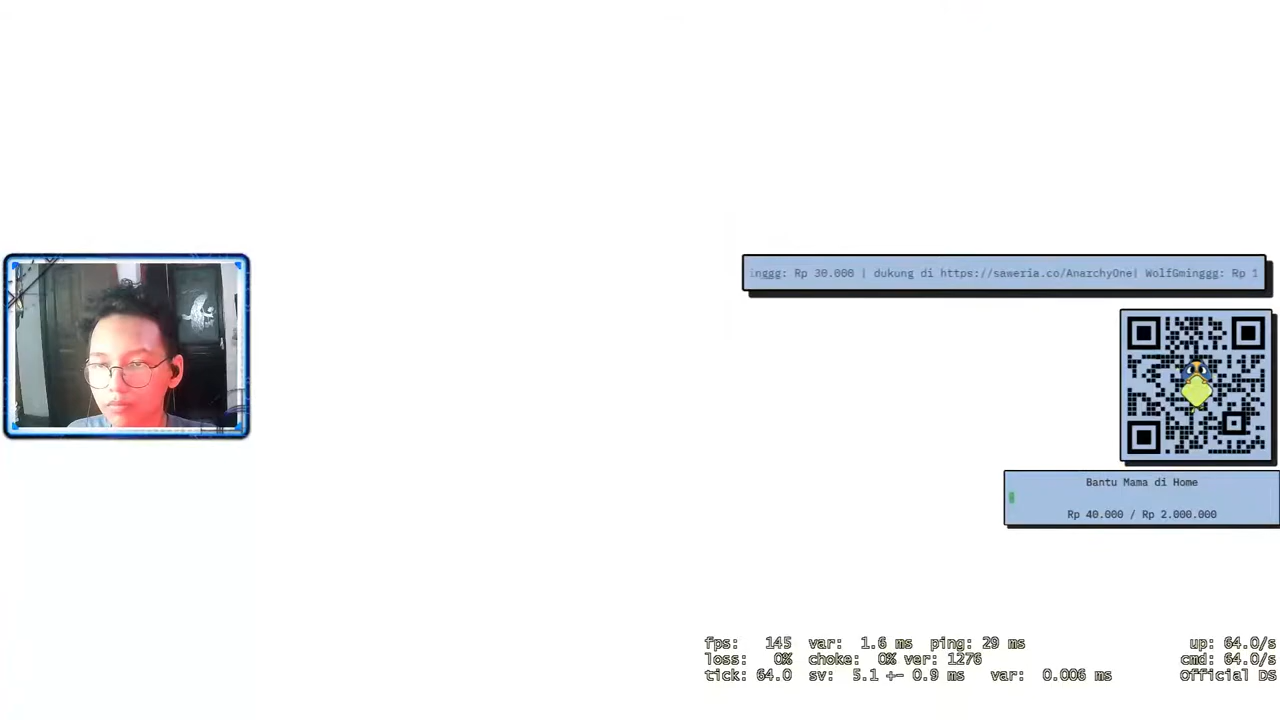 inggg: Rp 30.000 | dukung di https://saweria.co/AnarchyOne| WolfGminggg: Rp 1
Bantu Mama di Home
Rp 40.000 / Rp 2.000.000
fps: 145 var: 1.6 ms ping: 29 ms up: 64.0/s
loss: 0% choke: 0% ver: 1276 cmd: 64.0/s
tick: 64.0 sv: 5.1 +- 0.9 ms var: 0.006 ms Official DS